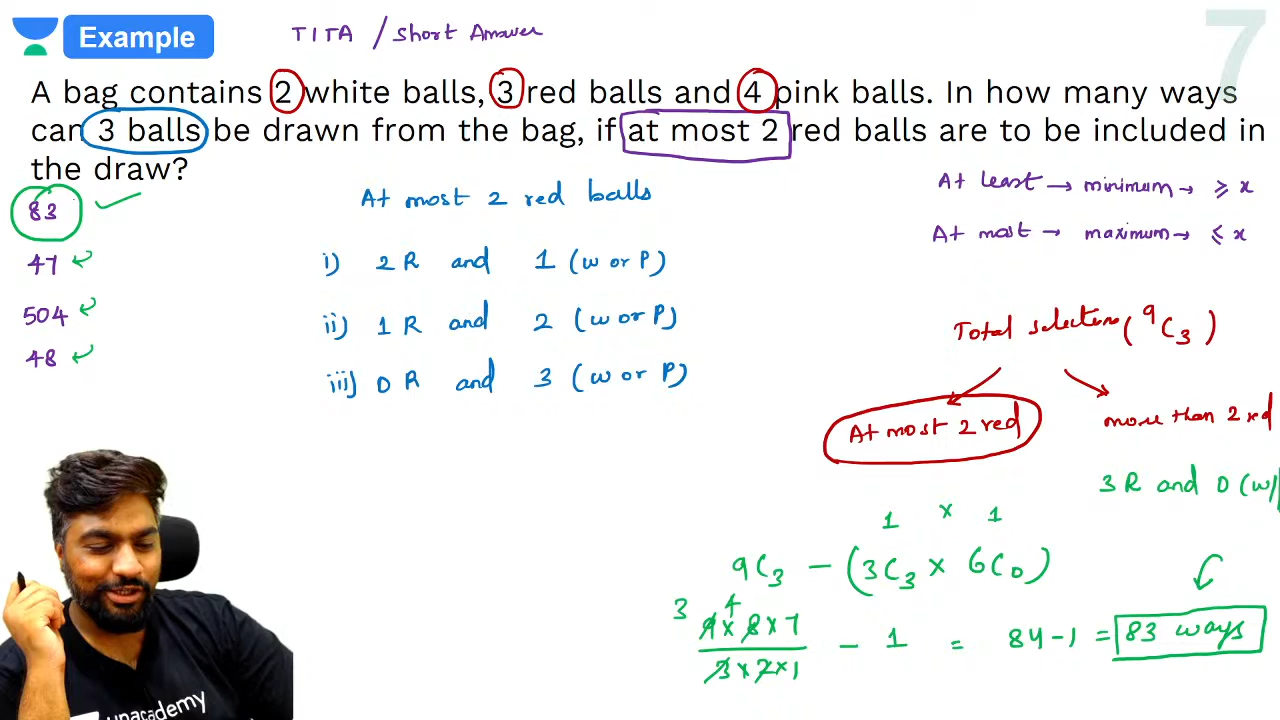 Example
TITA / Short Answer
7
A bag contains 2 white balls, 3 red balls and 4 pink balls. In how many ways
can 3 balls be drawn from the bag, if at most 2 red balls are to be included in
the draw?
83
47
504
48
At most 2 red balls
i) 2 R and 1 (w or P)
ii) 1 R and 2 (w or P)
iii) 0 R and 3 (w or P)
At least → minimum → ⩾ x
At most → maximum → ⩽ x
Total selection (⁹C₃)
At most 2 red
more than 2 red
3 R and 0 (w/
1 × 1
9C₃ − (3C₃ × 6C₀)
3 4
9 × 8 × 7
3 × 2 × 1
− 1 = 84 − 1 = 83 ways
unacademy